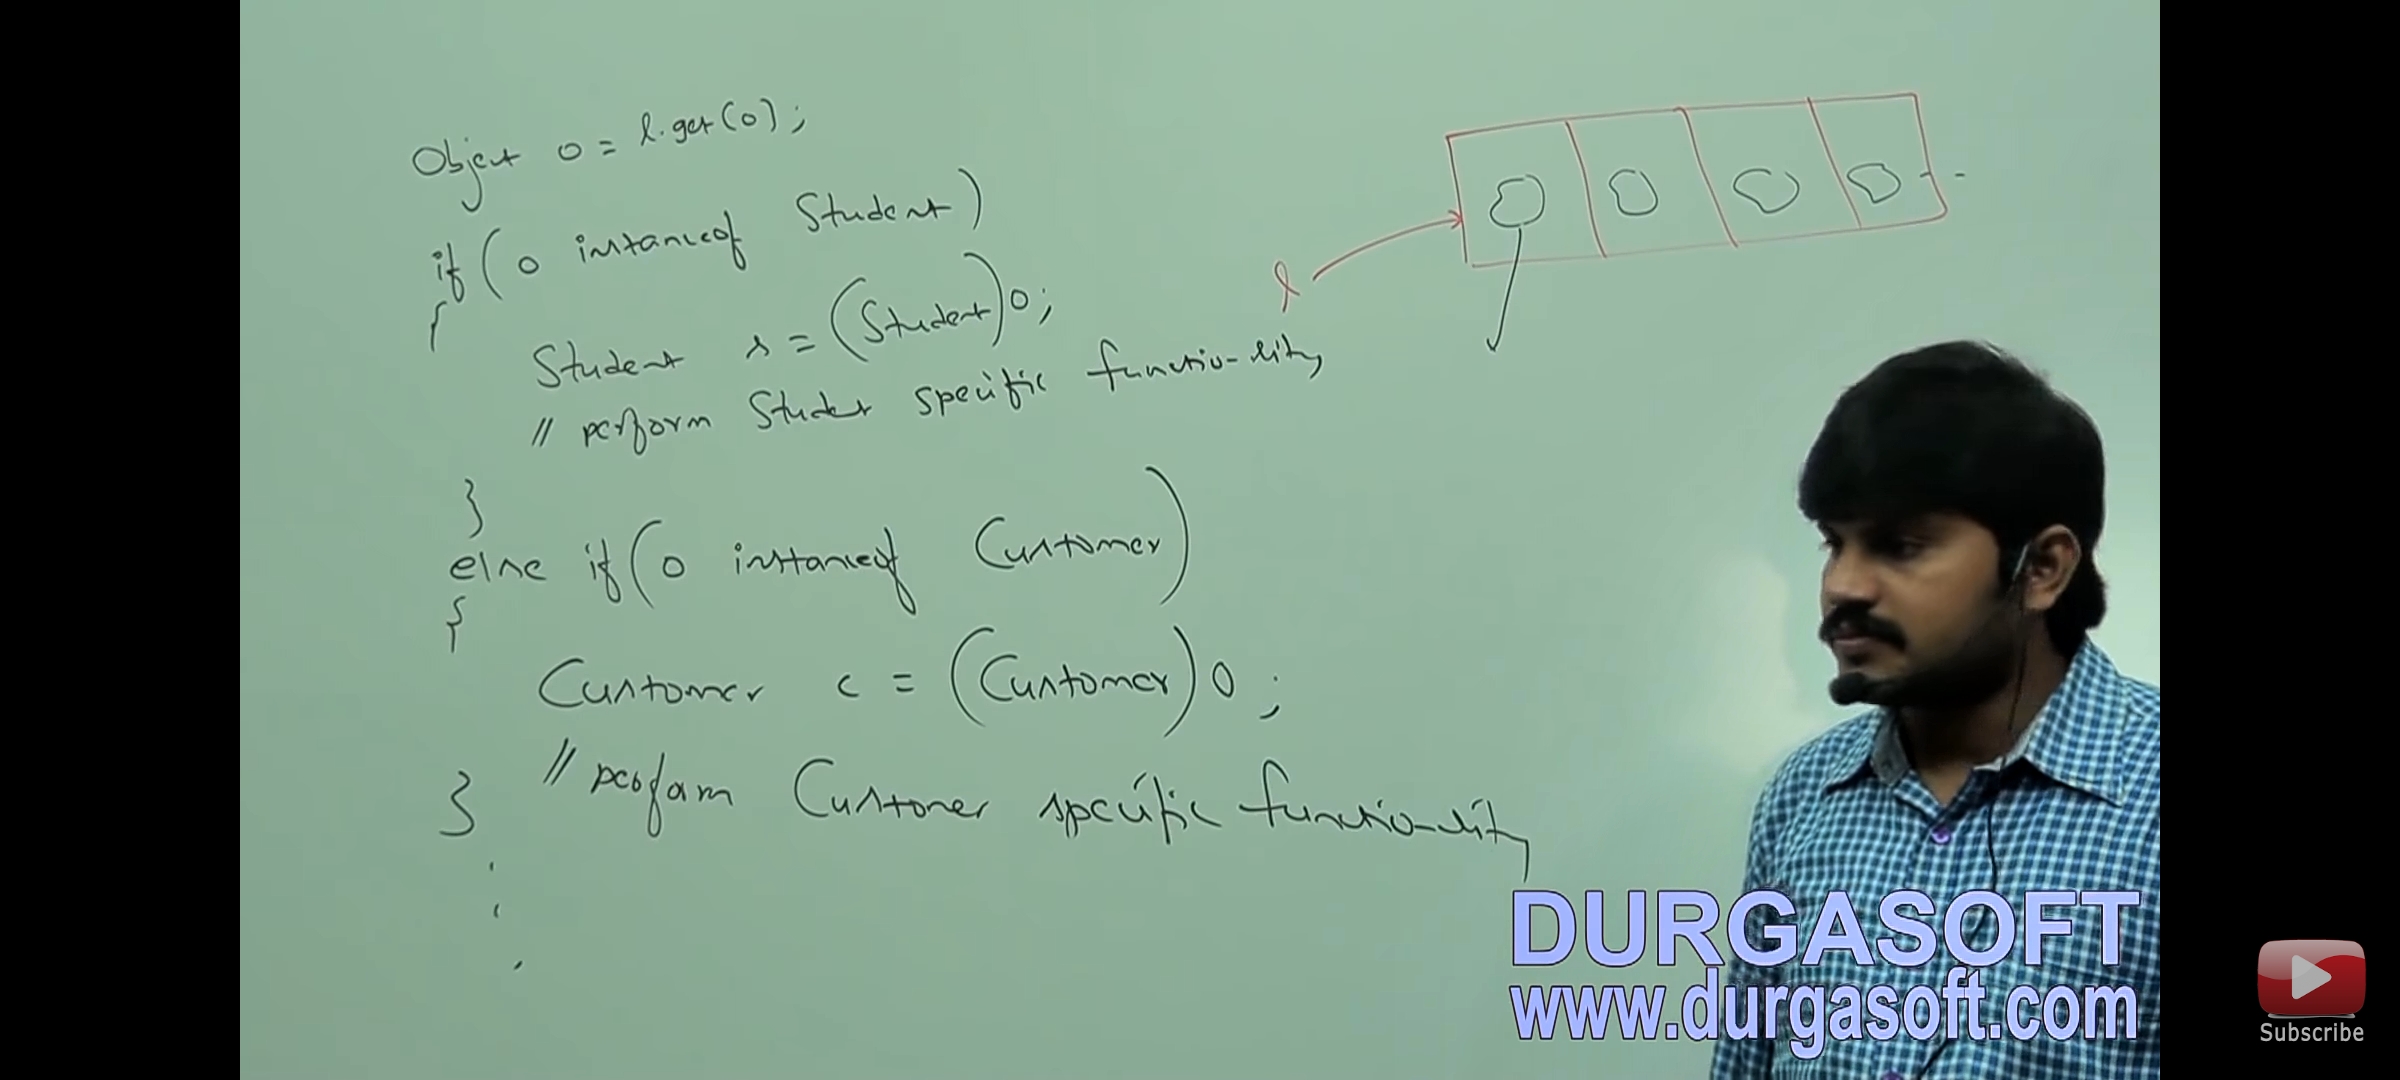 Object o = l.get(0);
if (o instanceof Student)
{
Student s = (Student)o;
// perform Studet specific functio-lity
}
else if (o instanceof Customer)
{
Customer c = (Customer)o;
// perform Customer specific functio-lity
}
l
DURGASOFT
www.durgasoft.com
Subscribe